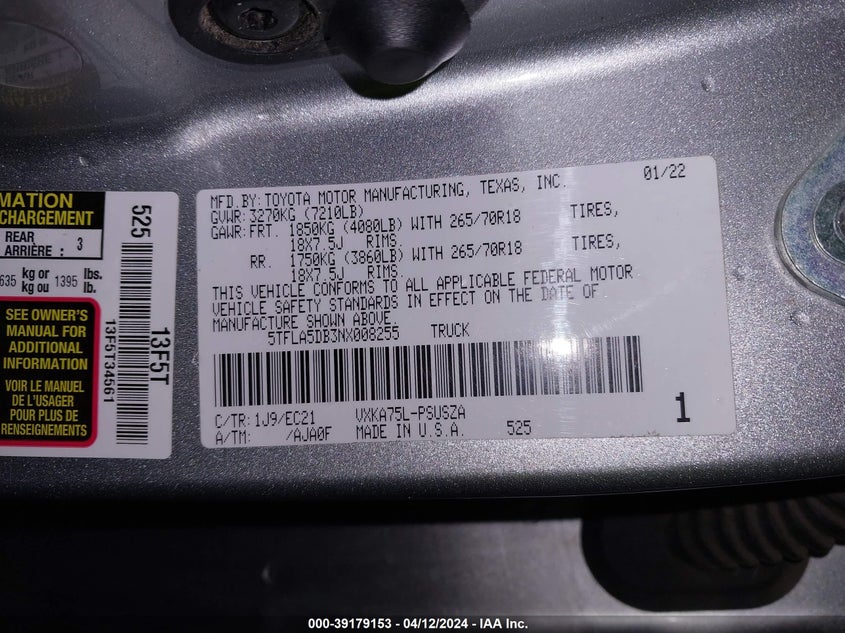 MATION
CHARGEMENT
REAR
ARRIÈRE : 3
635 kg or 1395 lbs.
kg ou lb.
SEE OWNER'S
MANUAL FOR
ADDITIONAL
INFORMATION
VOIR LE MANUEL
DE L'USAGER
POUR PLUS DE
RENSEIGNEMENTS
525
13F5T
13F5T34561
MFD.BY:TOYOTA MOTOR MANUFACTURING, TEXAS, INC. 01/22
GVWR:3270KG (7210LB)
GAWR:FRT. 1850KG (4080LB) WITH 265/70R18 TIRES,
18X7.5J RIMS.
RR. 1750KG (3860LB) WITH 265/70R18 TIRES,
18X7.5J RIMS.
THIS VEHICLE CONFORMS TO ALL APPLICABLE FEDERAL MOTOR
VEHICLE SAFETY STANDARDS IN EFFECT ON THE DATE OF
MANUFACTURE SHOWN ABOVE.
5TFLA5DB3NX008255 TRUCK
C/TR:1J9/EC21 VXKA75L-PSUSZA
A/TM: /AJA0F MADE IN U.S.A. 525
1
000-39179153 - 04/12/2024 - IAA Inc.